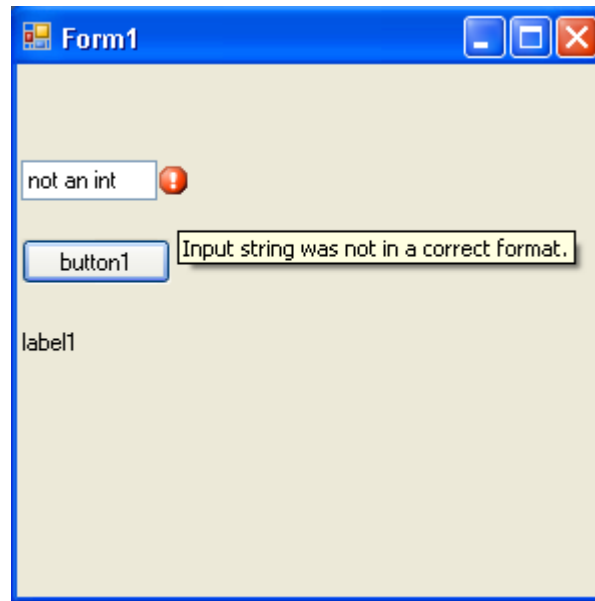 Form1
not an int
Input string was not in a correct format.
button1
label1